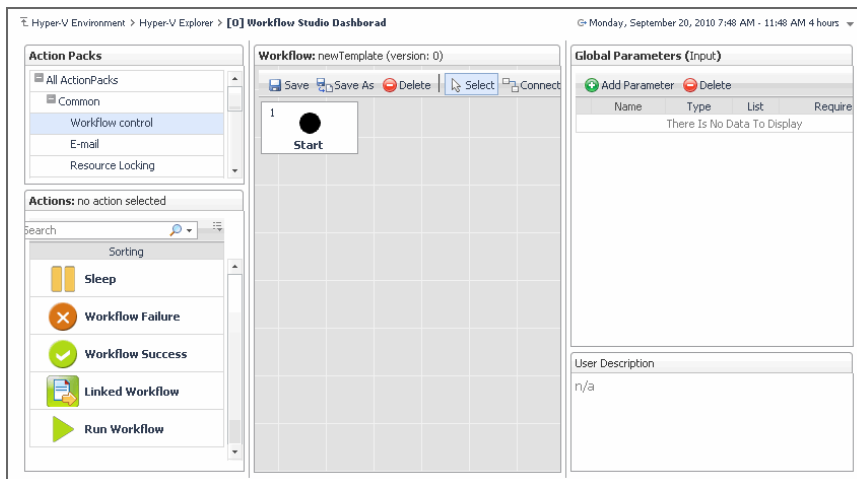 Hyper-V Environment > Hyper-V Explorer > [0] Workflow Studio Dashborad
Monday, September 20, 2010 7:48 AM - 11:48 AM 4 hours
Action Packs
All ActionPacks
Common
Workflow control
E-mail
Resource Locking
Actions: no action selected
Search
Sorting
Sleep
Workflow Failure
Workflow Success
Linked Workflow
Run Workflow
Workflow: newTemplate (version: 0)
Save Save As Delete Select Connect
1
Start
Global Parameters (Input)
Add Parameter Delete
Name Type List Require
There Is No Data To Display
User Description
n/a